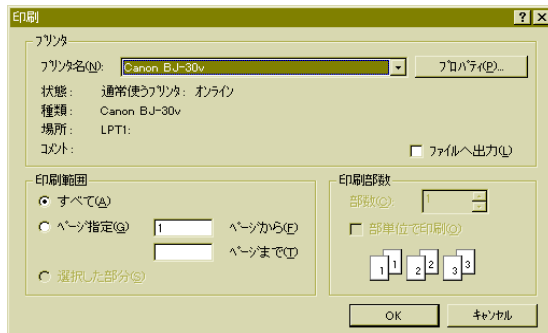 印刷
プリンタ
プリンタ名(N): Canon BJ-30v プロパティ(P)...
状態: 通常使うプリンタ: オンライン
種類: Canon BJ-30v
場所: LPT1:
コメント: ファイルへ出力(L)
印刷範囲
すべて(A)
ページ指定(G) 1 ページから(F)
ページまで(T)
選択した部分(S)
印刷部数
部数(C): 1
部単位で印刷(O)
1 1 2 2 3 3
OK キャンセル